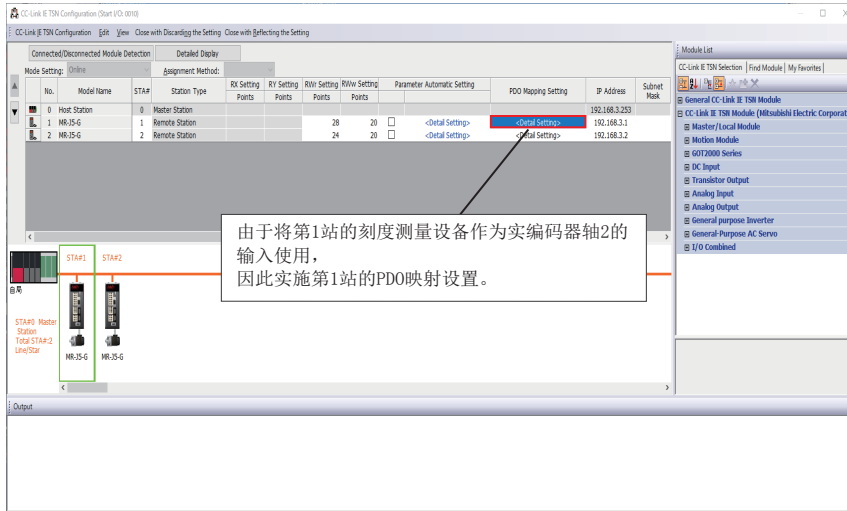 CC-Link IE TSN Configuration (Start I/O: 0010)
CC-Link IE TSN Configuration Edit View Close with Discarding the Setting Close with Reflecting the Setting
Connected/Disconnected Module Detection Detailed Display
Mode Setting: Online Assignment Method:
No. Model Name STA# Station Type RX Setting RY Setting RWr Setting RWw Setting Parameter Automatic Setting PDO Mapping Setting IP Address Subnet Mask
Points Points Points Points
0 Host Station 0 Master Station 192.168.3.253
1 MR-J5-G 1 Remote Station 28 20 <Detail Setting> <Detail Setting> 192.168.3.1
2 MR-J5-G 2 Remote Station 24 20 <Detail Setting> <Detail Setting> 192.168.3.2
由于将第1站的刻度测量设备作为实编码器轴2的
输入使用，
因此实施第1站的PDO映射设置。
STA#1 STA#2
自局
STA#0 Master
Station
Total STA#:2
Line/Star
MR-J5-G MR-J5-G
Module List
CC-Link IE TSN Selection Find Module My Favorites
General CC-Link IE TSN Module
CC-Link IE TSN Module (Mitsubishi Electric Corporat
Master/Local Module
Motion Module
GOT2000 Series
DC Input
Transistor Output
Analog Input
Analog Output
General purpose Inverter
General-Purpose AC Servo
I/O Combined
Output